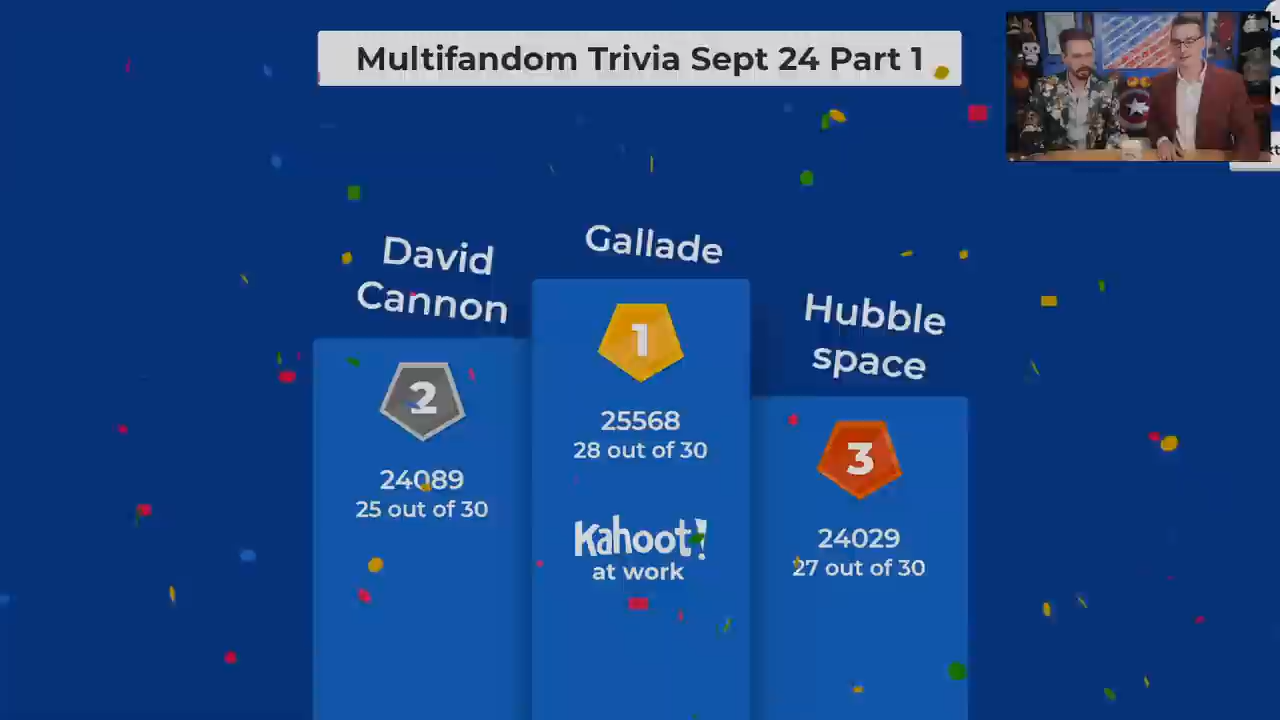 Multifandom Trivia Sept 24 Part 1
Gallade
1
25568
28 out of 30
Kahoot!
at work
David
Cannon
2
24089
25 out of 30
Hubble
space
3
24029
27 out of 30